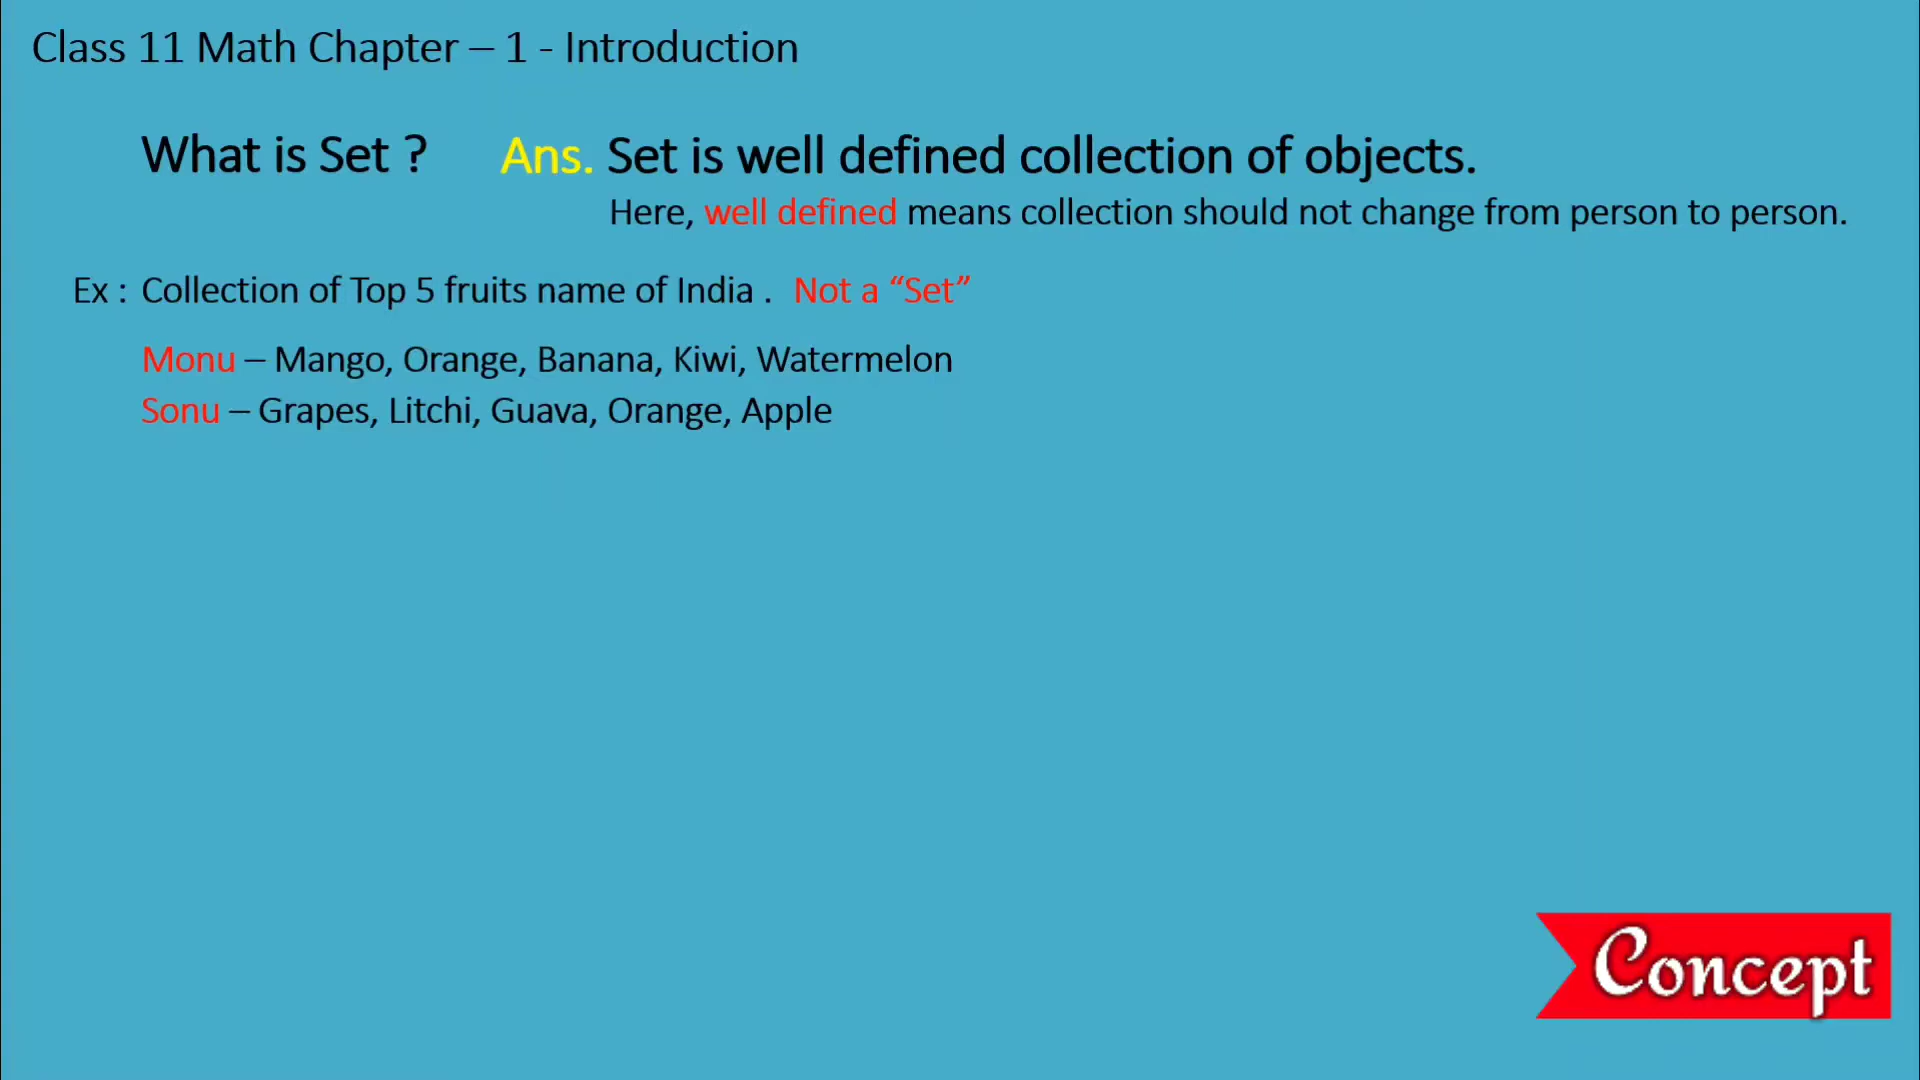 Class 11 Math Chapter – 1 - Introduction
What is Set ? Ans. Set is well defined collection of objects.
Here, well defined means collection should not change from person to person.
Ex : Collection of Top 5 fruits name of India . Not a “Set”
Monu – Mango, Orange, Banana, Kiwi, Watermelon
Sonu – Grapes, Litchi, Guava, Orange, Apple
Concept